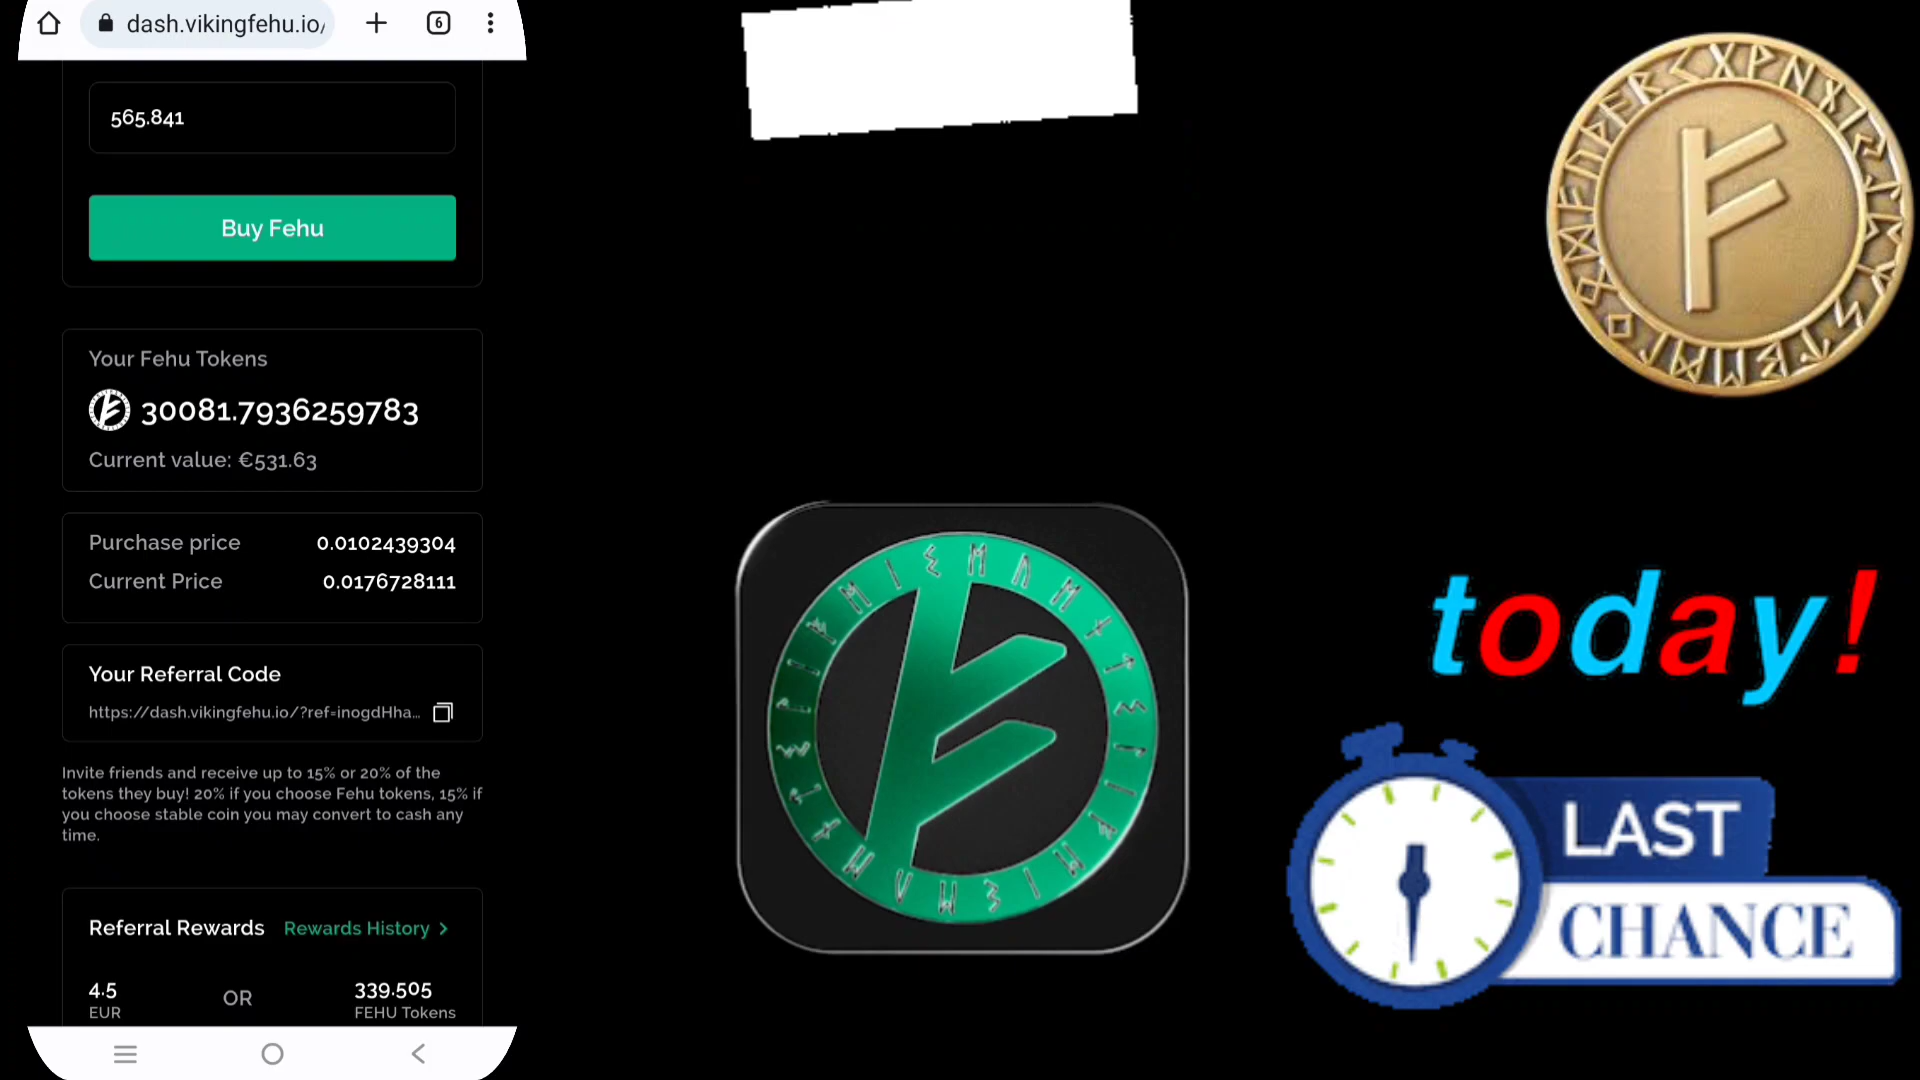 dash.vikingfehu.io/
6
565.841
Buy Fehu
Your Fehu Tokens
30081.7936259783
Current value: €531.63
Purchase price 0.0102439304
Current Price 0.0176728111
Your Referral Code
https://dash.vikingfehu.io/?ref=inogdHha...
Invite friends and receive up to 15% or 20% of the
tokens they buy! 20% if you choose Fehu tokens, 15% if
you choose stable coin you may convert to cash any
time.
Referral Rewards Rewards History >
4.5 OR 339.505
EUR FEHU Tokens
today!
LAST
CHANCE